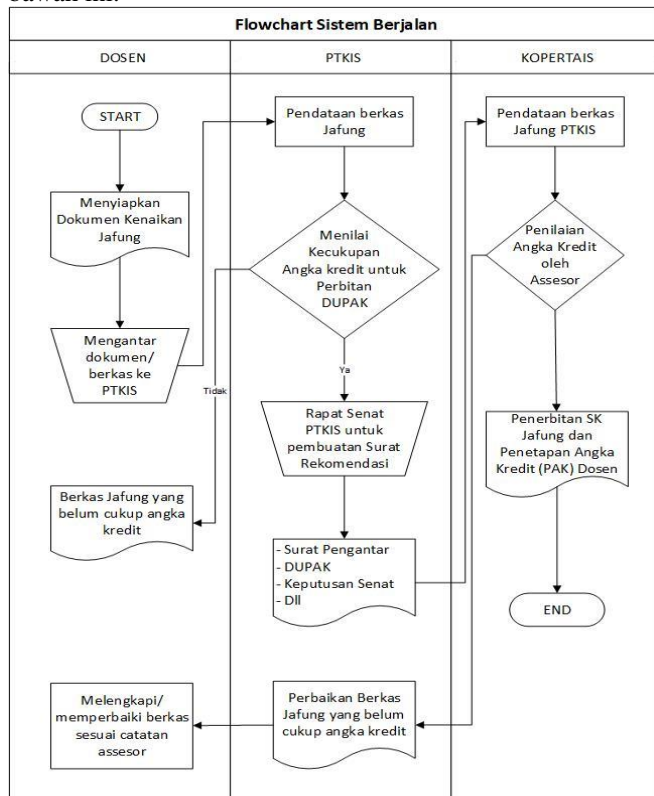 Flowchart Sistem Berjalan
DOSEN
PTKIS
KOPERTAIS
START
Menyiapkan
Dokumen Kenaikan
Jafung
Mengantar
dokumen/
berkas ke
PTKIS
Tidak
Berkas Jafung yang
belum cukup angka
kredit
Melengkapi/
memperbaiki berkas
sesuai catatan
assesor
Pendataan berkas
Jafung
Menilai
Kecukupan
Angka kredit untuk
Perbitan
DUPAK
Ya
Rapat Senat
PTKIS untuk
pembuatan Surat
Rekomendasi
- Surat Pengantar
- DUPAK
- Keputusan Senat
- Dll
Perbaikan Berkas
Jafung yang belum
cukup angka kredit
Pendataan berkas
Jafung PTKIS
Penilaian
Angka Kredit
oleh
Assesor
Penerbitan SK
Jafung dan
Penetapan Angka
Kredit (PAK) Dosen
END